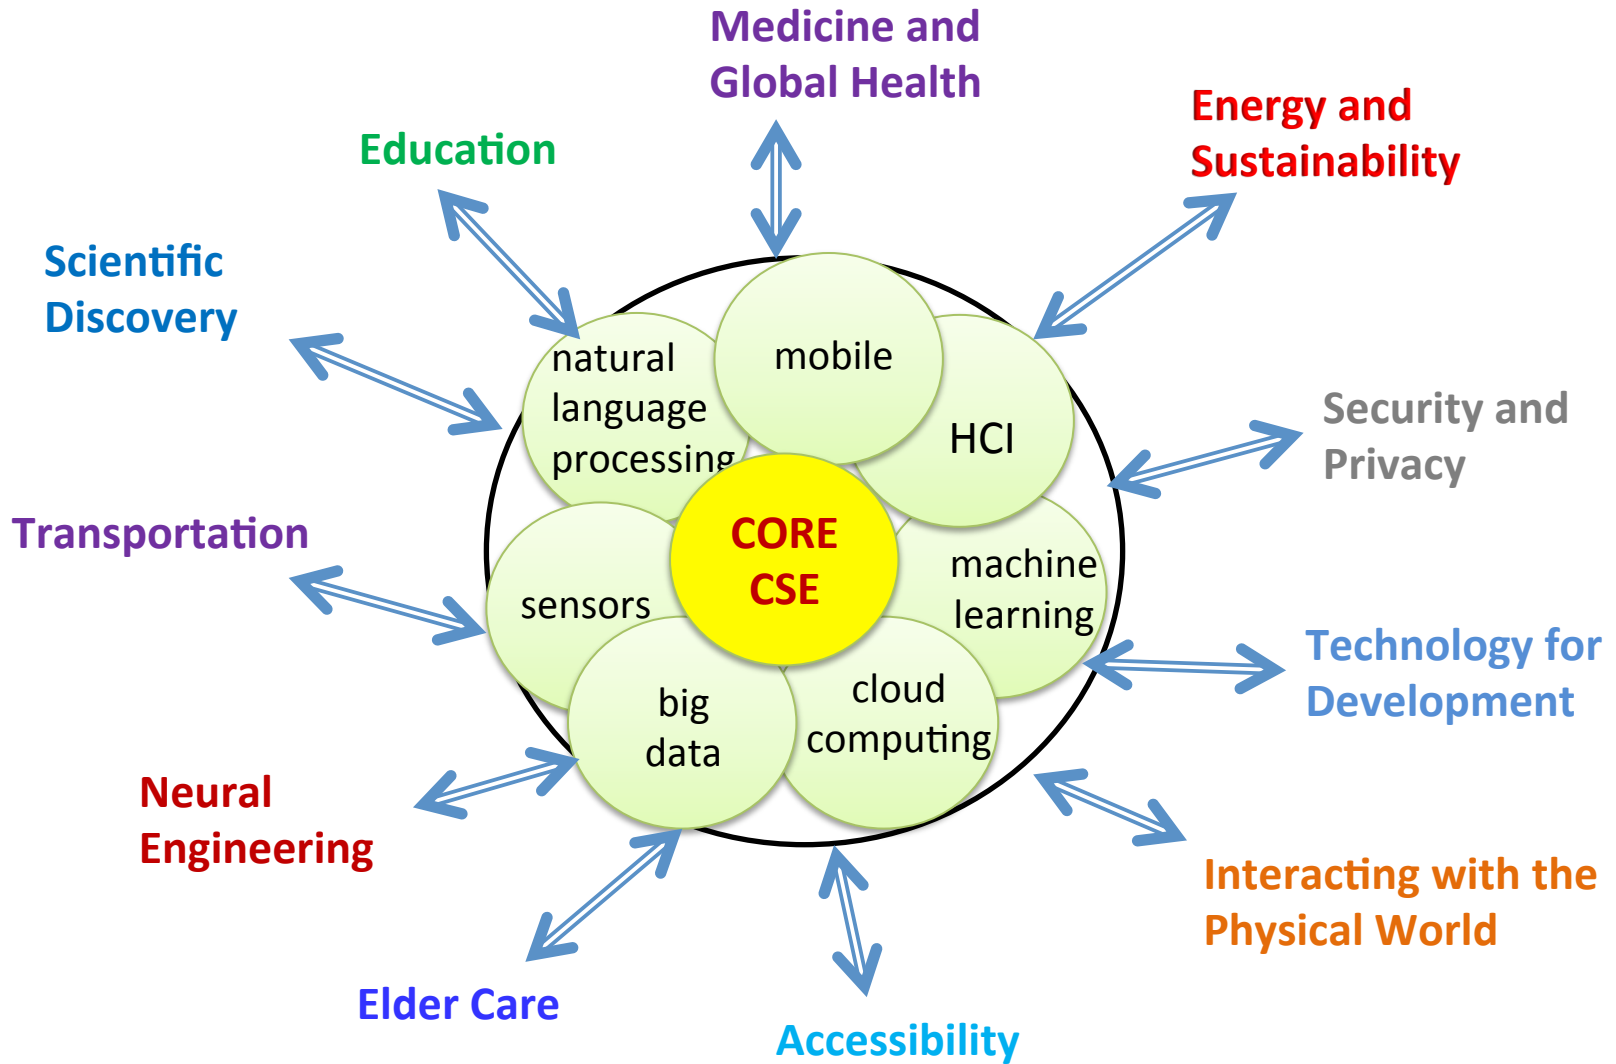 Medicine and
Global Health
Energy and
Sustainability
Education
Scientific
Discovery
natural
language
processing
mobile
HCI
Security and
Privacy
Transportation
CORE
CSE
sensors
machine
learning
Technology for
Development
big
data
cloud
computing
Neural
Engineering
Interacting with the
Physical World
Elder Care
Accessibility